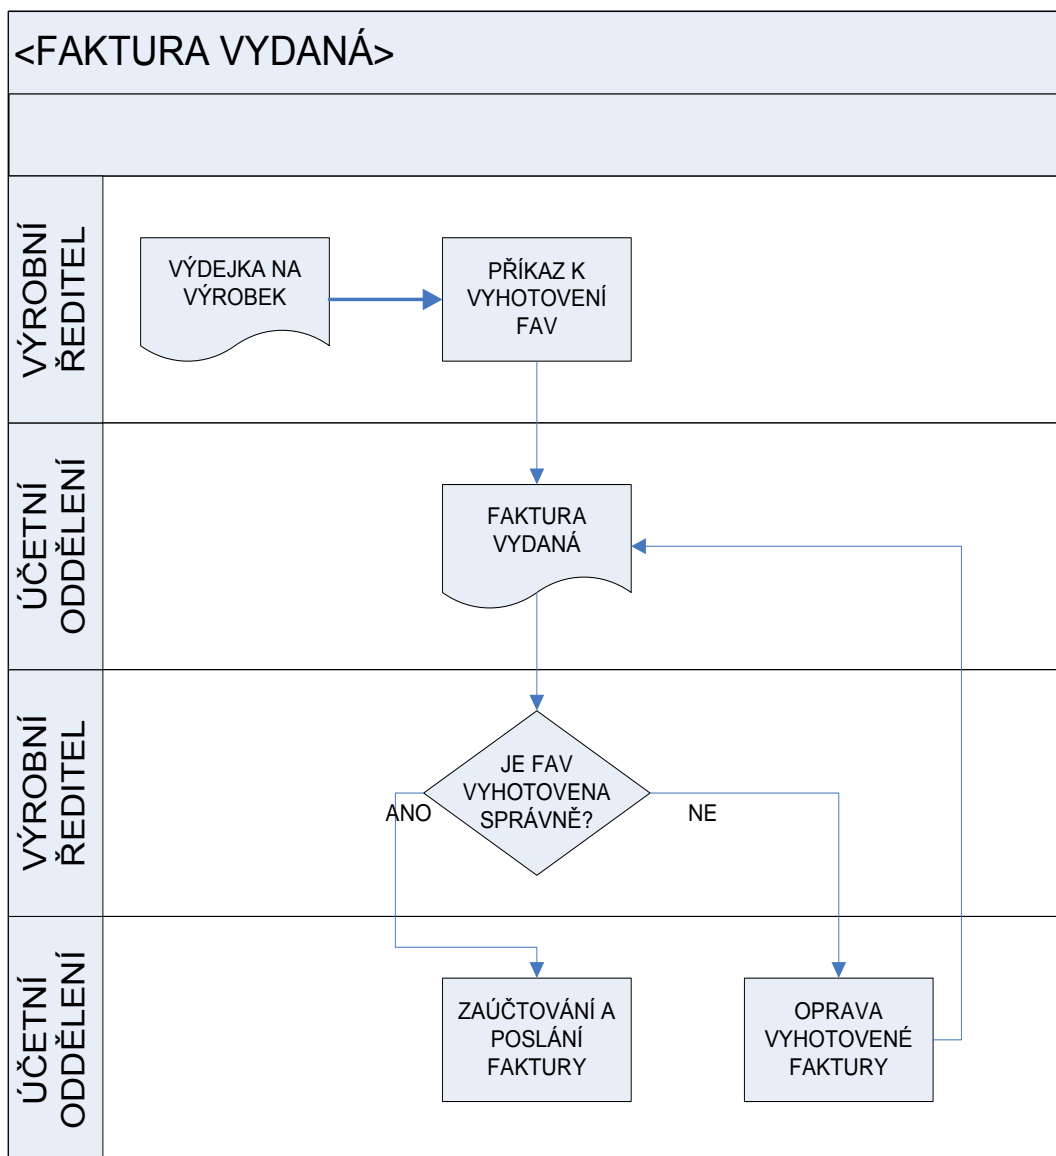 <FAKTURA VYDANÁ>
VÝROBNÍ
ŘEDITEL
VÝDEJKA NA
VÝROBEK
PŘÍKAZ K
VYHOTOVENÍ
FAV
ÚČETNÍ
ODDĚLENÍ
FAKTURA
VYDANÁ
VÝROBNÍ
ŘEDITEL
JE FAV
VYHOTOVENA
SPRÁVNĚ?
ANO
NE
ÚČETNÍ
ODDĚLENÍ
ZAÚČTOVÁNÍ A
POSLÁNÍ
FAKTURY
OPRAVA
VYHOTOVENÉ
FAKTURY